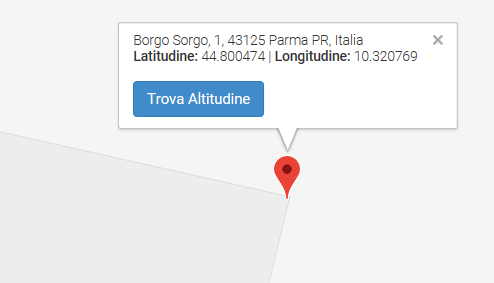 Borgo Sorgo, 1, 43125 Parma PR, Italia
Latitudine: 44.800474 | Longitudine: 10.320769
Trova Altitudine